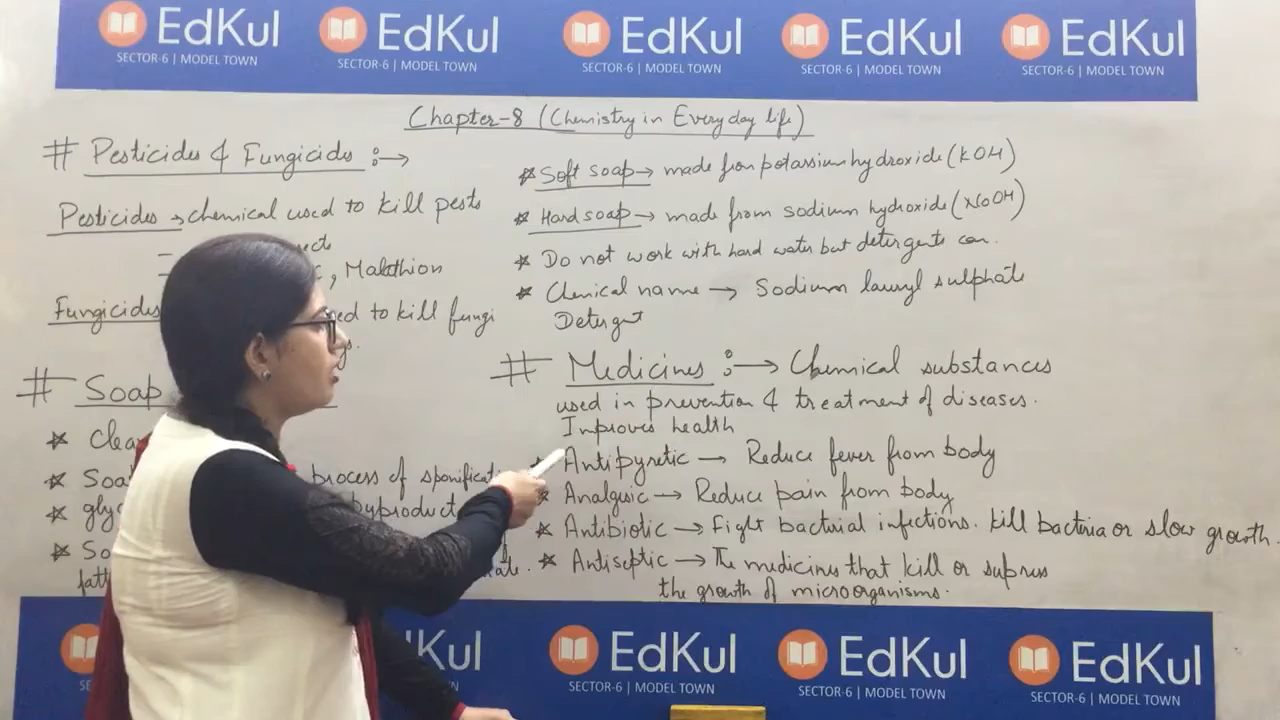 EdKul EdKul EdKul EdKul EdKul
SECTOR-6 | MODEL TOWN SECTOR-6 | MODEL TOWN SECTOR-6 | MODEL TOWN SECTOR-6 | MODEL TOWN SECTOR-6 | MODEL TOWN
Chapter-8 (Chemistry in Everyday life)
# Pesticides & Fungicides :→
Pesticides → chemical used to kill pests
, Malathion
Fungicides
to kill fungi
# Soap
process of
byproduct
* Soft soap → made from potassium hydroxide (KOH)
* Hard soap → made from sodium hydroxide (NaOH)
* Do not work with hard water but detergents can.
* Chemical name → Sodium lauryl sulphate
Detergt
# Medicines :→ Chemical substances
used in prevention & treatment of diseases.
Improves health
Antipyretic → Reduce fever from body
* Analgesic → Reduce pain from body
* Antibiotic → Fight bacterial infections. kill bacteria or slow growth.
* Antiseptic → The medicines that kill or supress
the growth of microorganisms.
EdKul EdKul EdKul
SECTOR-6 | MODEL TOWN SECTOR-6 | MODEL TOWN SECTOR-6 | MODEL TOWN